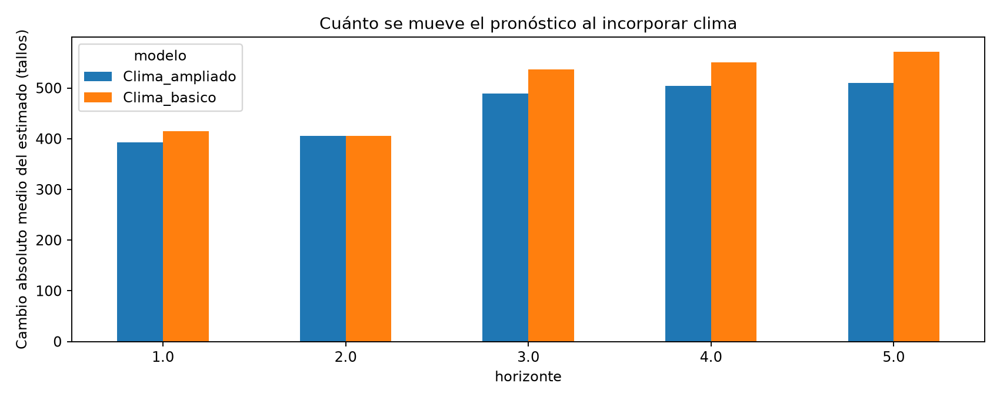 Cuánto se mueve el pronóstico al incorporar clima
Cambio absoluto medio del estimado (tallos)
modelo
Clima_ampliado
Clima_basico
500
400
300
200
100
0
1.0 2.0 3.0 4.0 5.0
horizonte